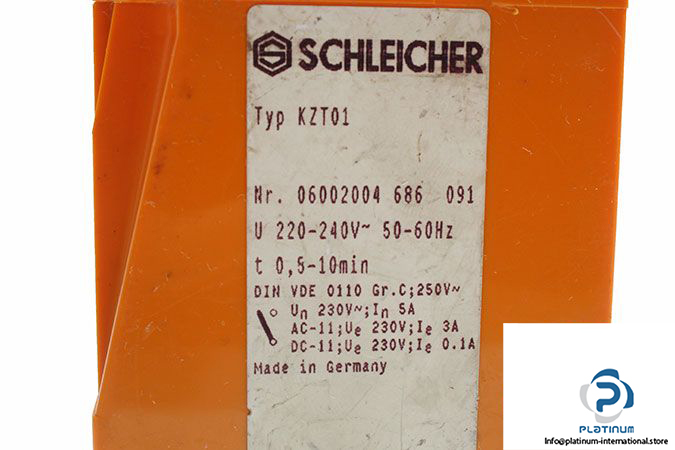 SCHLEICHER
Typ KZT01
Nr. 06002004 686 091
U 220-240V~ 50-60Hz
t 0,5-10min
DIN VDE 0110 Gr.C;250V~
Un 230V~;In 5A
AC-11;Ue 230V;Ie 3A
DC-11;Ue 230V;Ie 0.1A
Made in Germany
PLATINUM
Info@platinum-international.store